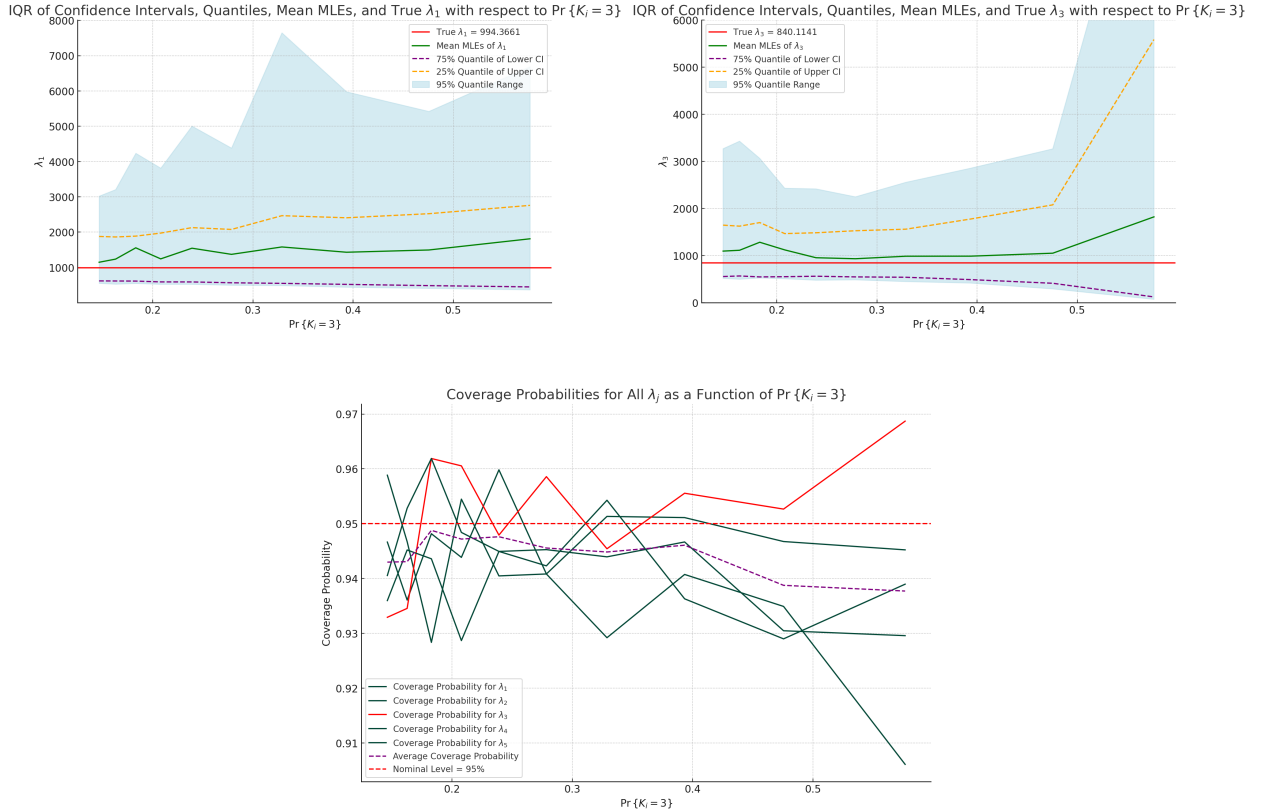 IQR of Confidence Intervals, Quantiles, Mean MLEs, and True λ₁ with respect to Pr {Kᵢ = 3}
8000
7000
6000
5000
4000
3000
2000
1000
λ₁
True λ₁ = 994.3661
Mean MLEs of λ₁
75% Quantile of Lower CI
25% Quantile of Upper CI
95% Quantile Range
0.2 0.3 0.4 0.5
Pr {Kᵢ = 3}
IQR of Confidence Intervals, Quantiles, Mean MLEs, and True λ₃ with respect to Pr {Kᵢ = 3}
6000
5000
4000
3000
2000
1000
0
λ₃
True λ₃ = 840.1141
Mean MLEs of λ₃
75% Quantile of Lower CI
25% Quantile of Upper CI
95% Quantile Range
0.2 0.3 0.4 0.5
Pr {Kᵢ = 3}
Coverage Probabilities for All λⱼ as a Function of Pr {Kᵢ = 3}
0.97
0.96
0.95
0.94
0.93
0.92
0.91
Coverage Probability
Coverage Probability for λ₁
Coverage Probability for λ₂
Coverage Probability for λ₃
Coverage Probability for λ₄
Coverage Probability for λ₅
Average Coverage Probability
Nominal Level = 95%
0.2 0.3 0.4 0.5
Pr {Kᵢ = 3}